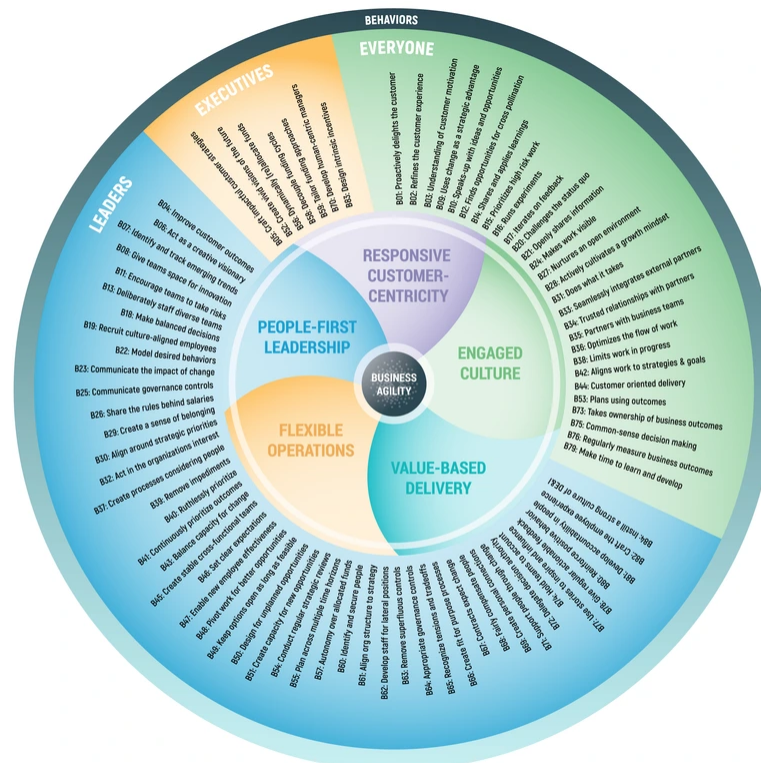 BEHAVIORS
EVERYONE
B01: Proactively delights the customer
B02: Refines the customer experience
B03: Understanding of customer motivation
B09: Uses change as a strategic advantage
B10: Speaks-up with ideas and opportunities
B12: Finds opportunities for cross pollination
B14: Shares and applies learnings
B15: Prioritizes high risk work
B16: Runs experiments
B17: Iterates on feedback
B20: Challenges the status quo
B21: Openly shares information
B24: Makes work visible
B27: Nurtures an open environment
B28: Actively cultivates a growth mindset
B31: Does what it takes
B33: Seamlessly integrates external partners
B34: Trusted relationships with partners
B35: Partners with business teams
B36: Optimizes the flow of work
B38: Limits work in progress
B42: Aligns work to strategies & goals
B44: Customer oriented delivery
B53: Plans using outcomes
B73: Takes ownership of business outcomes
B75: Common-sense decision making
B76: Regularly measure business outcomes
B79: Make time to learn and develop
B84: Instill a strong culture of DE&I
B82: Craft the employee experience
B81: Develop accountability in people
B80: Reinforce positive behavior
B78: Give regular actionable feedback
B77: Use stories to inspire and influence
B74: Hold teams to account
B72: Delegate decisions and authority
B71: Support people through change
B69: Create personal connections
B68: Fairly compensate people
B67: Contracts expect change
B66: Create fit for purpose processes
B65: Recognize tensions and tradeoffs
B64: Appropriate governance controls
B63: Remove superfluous controls
B62: Develop staff for lateral positions
B61: Align org structure to strategy
B60: Identify and secure people
B57: Autonomy over allocated funds
B55: Plan across multiple time horizons
B54: Conduct regular strategic reviews
B51: Create capacity for new opportunities
B50: Design for unplanned opportunities
B49: Keep options open as long as feasible
B48: Pivot work for better opportunities
B47: Enable new employee effectiveness
B46: Set clear expectations
B45: Create stable cross-functional teams
B43: Balance capacity for change
B41: Continuously prioritize outcomes
B40: Ruthlessly prioritize
B39: Remove impediments
B37: Create processes considering people
B32: Act in the organizations interest
B30: Align around strategic priorities
B29: Create a sense of belonging
B26: Share the rules behind salaries
B25: Communicate governance controls
B23: Communicate the impact of change
B22: Model desired behaviors
B19: Recruit culture-aligned employees
B18: Make balanced decisions
B13: Deliberately staff diverse teams
B11: Encourage teams to take risks
B08: Give teams space for innovation
B07: Identify and track emerging trends
B06: Act as a creative visionary
B04: Improve customer outcomes
LEADERS
EXECUTIVES
B05: Craft impactful customer strategies
B52: Create vivid visions of the future
B56: Dynamically (re)allocate funds
B58: Decouple funding cycles
B59: Tailor funding approaches
B70: Develop human-centric managers
B83: Design intrinsic incentives
RESPONSIVE
CUSTOMER-
CENTRICITY
PEOPLE-FIRST
LEADERSHIP
ENGAGED
CULTURE
BUSINESS
AGILITY
FLEXIBLE
OPERATIONS
VALUE-BASED
DELIVERY